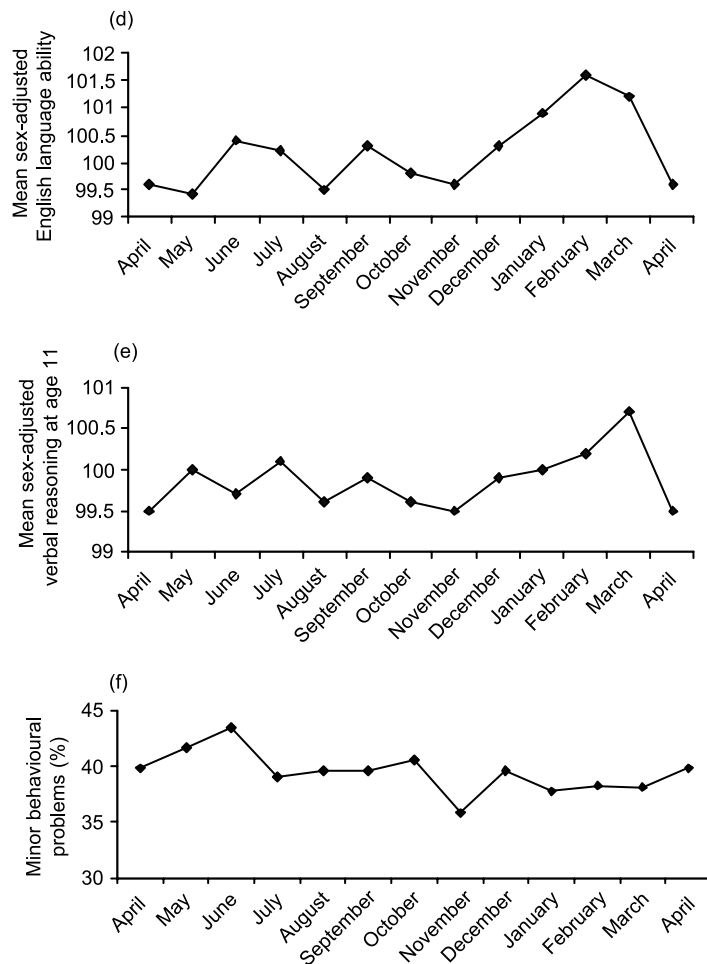 (d)
Mean sex-adjusted
English language ability
102
101.5
101
100.5
100
99.5
99
April
May
June
July
August
September
October
November
December
January
February
March
April
(e)
Mean sex-adjusted
verbal reasoning at age 11
101
100.5
100
99.5
99
April
May
June
July
August
September
October
November
December
January
February
March
April
(f)
Minor behavioural
problems (%)
45
40
35
30
April
May
June
July
August
September
October
November
December
January
February
March
April